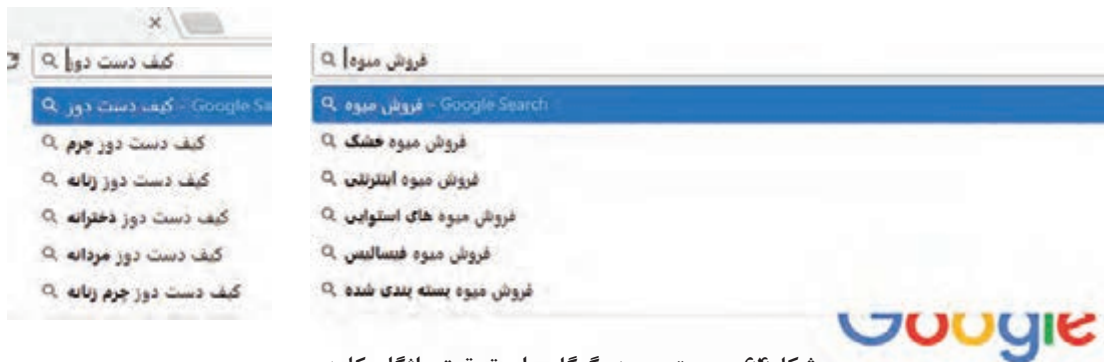 کیف دست دوز
کیف دست دوز - Google Sa
کیف دست دوز چرم
کیف دست دوز زنانه
کیف دست دوز دخترانه
کیف دست دوز مردانه
کیف دست دوز چرم زنانه
فروش میوه
فروش میوه - Google Search
فروش میوه خشک
فروش میوه اینترنتی
فروش میوه های استوایی
فروش میوه فیسالیس
فروش میوه بسته بندی شده
Google